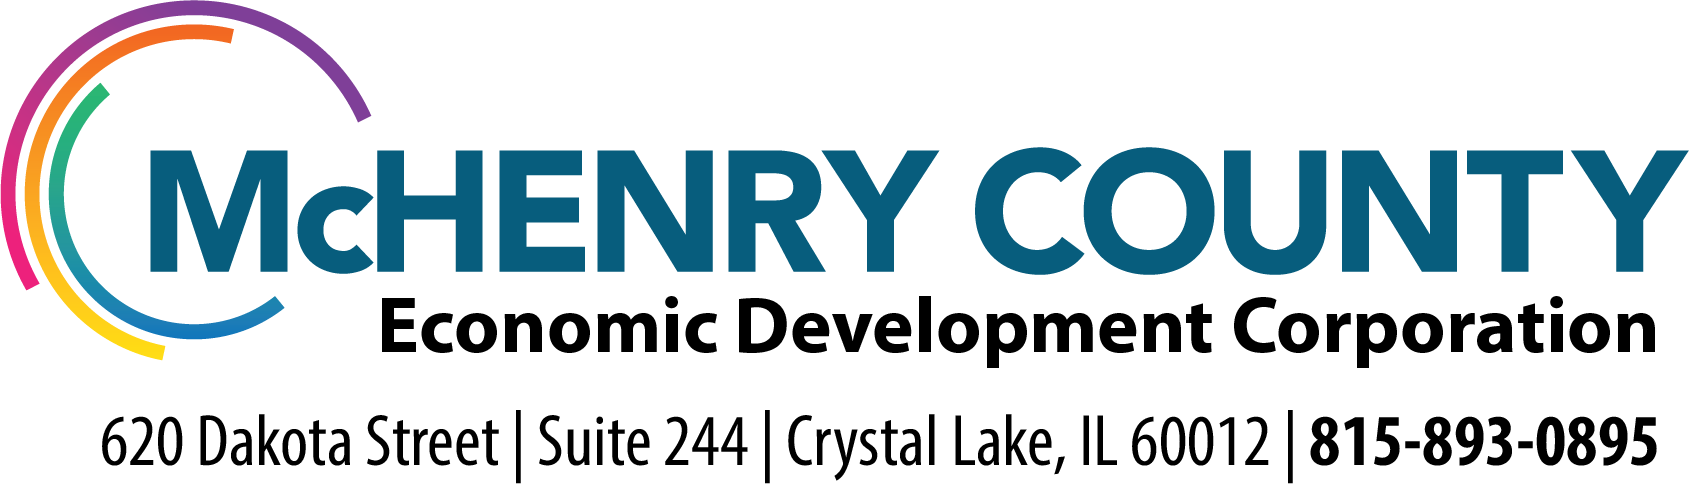 McHENRY COUNTY
Economic Development Corporation
620 Dakota Street | Suite 244 | Crystal Lake, IL 60012 | 815-893-0895